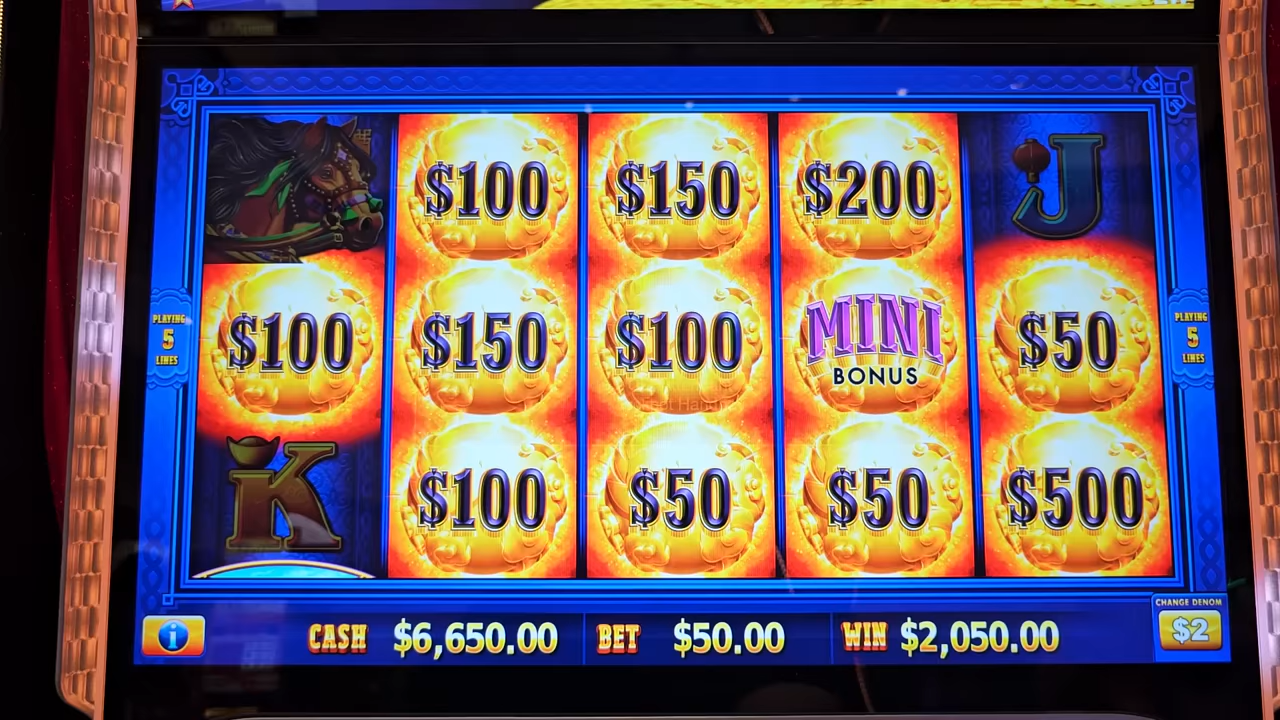 $100 $150 $200 J
PLAYING
5
LINES
$100 $150 $100 MINI
BONUS
$50
PLAYING
5
LINES
K $100 $50 $50 $500
CASH $6,650.00 BET $50.00 WIN $2,050.00
CHANGE DENOM
$2
i